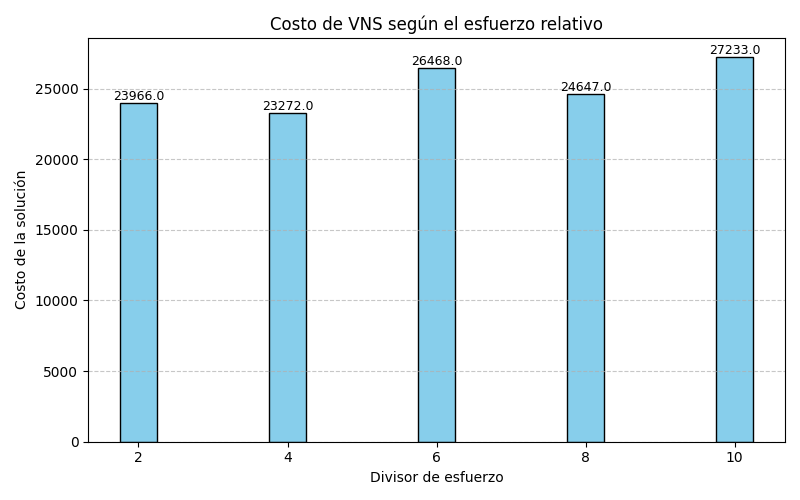 Costo de VNS según el esfuerzo relativo
27233.0
26468.0
24647.0
23966.0
23272.0
25000
20000
15000
10000
5000
0
Costo de la solución
2 4 6 8 10
Divisor de esfuerzo